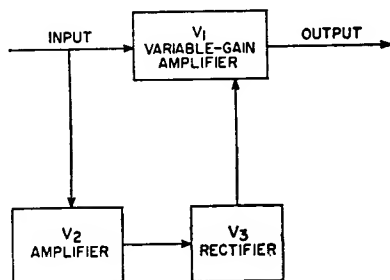 INPUT
V1
VARIABLE-GAIN
AMPLIFIER
OUTPUT
V2
AMPLIFIER
V3
RECTIFIER